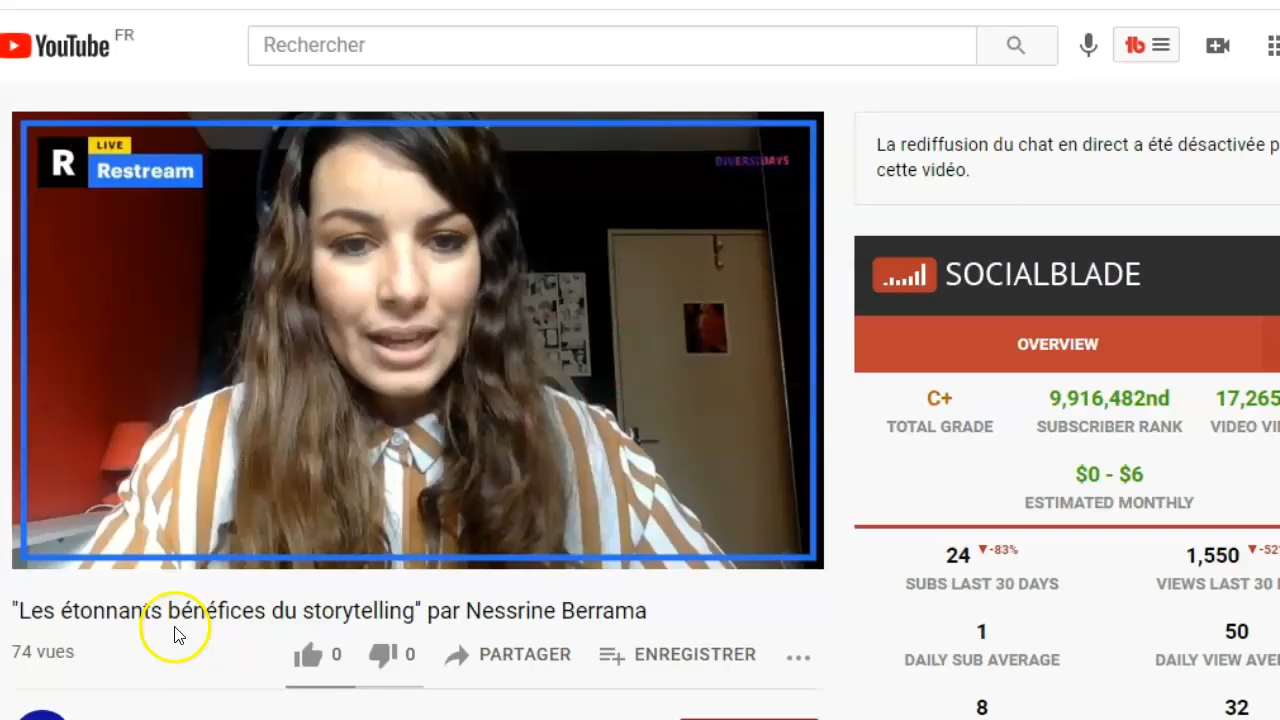 YouTube FR
Rechercher
LIVE
R Restream
DIVERSIDAYS
La rediffusion du chat en direct a été désactivée p
cette vidéo.
SOCIALBLADE
OVERVIEW
C+ 9,916,482nd 17,265
TOTAL GRADE SUBSCRIBER RANK VIDEO VI
$0 - $6
ESTIMATED MONTHLY
24 ▼-83% 1,550 ▼-52
SUBS LAST 30 DAYS VIEWS LAST 30
1 50
DAILY SUB AVERAGE DAILY VIEW AVE
8 32
"Les étonnants bénéfices du storytelling" par Nessrine Berrama
74 vues 0 0 PARTAGER ENREGISTRER ...